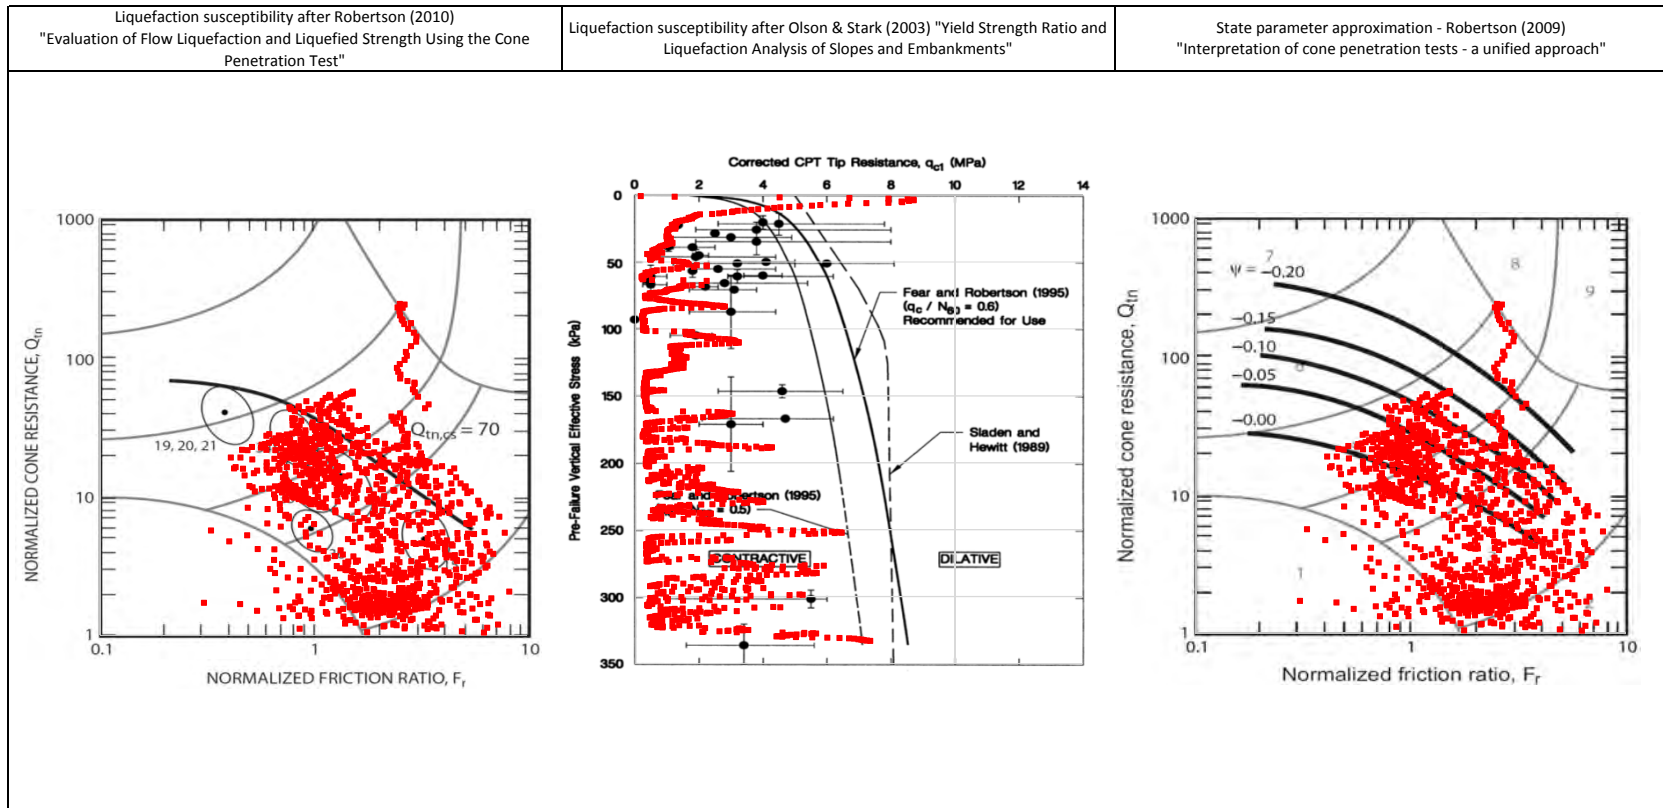 Liquefaction susceptibility after Robertson (2010)
"Evaluation of Flow Liquefaction and Liquefied Strength Using the Cone
Penetration Test"
Liquefaction susceptibility after Olson & Stark (2003) "Yield Strength Ratio and
Liquefaction Analysis of Slopes and Embankments"
State parameter approximation - Robertson (2009)
"Interpretation of cone penetration tests - a unified approach"
NORMALIZED CONE RESISTANCE, Qtn
1000
100
10
1
0.1
1
10
19, 20, 21
Qtn,cs = 70
NORMALIZED FRICTION RATIO, Fr
Corrected CPT Tip Resistance, qc1 (MPa)
0 2 4 6 8 10 12 14
Pre-Failure Vertical Effective Stress (kPa)
0
50
100
150
200
250
300
350
Fear and Robertson (1995)
(qc / N60 = 0.6)
Recommended for Use
Sladen and
Hewitt (1989)
and Robertson (1995)
= 0.5)
CONTRACTIVE
DILATIVE
Normalized cone resistance, Qtn
1000
100
10
1
0.1
1
10
7
8
9
1
ψ = -0.20
-0.15
-0.10
-0.05
-0.00
Normalized friction ratio, Fr